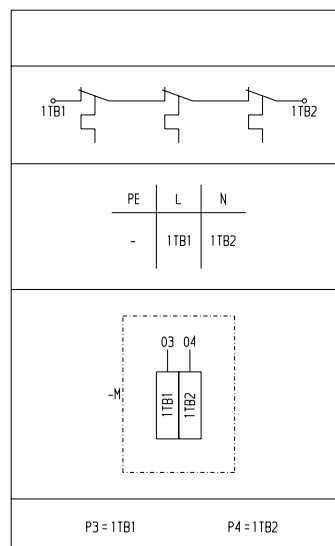 1TB1 1TB2
PE L N
- 1TB1 1TB2
03 04
-M 1TB1 1TB2
P3 = 1TB1 P4 = 1TB2